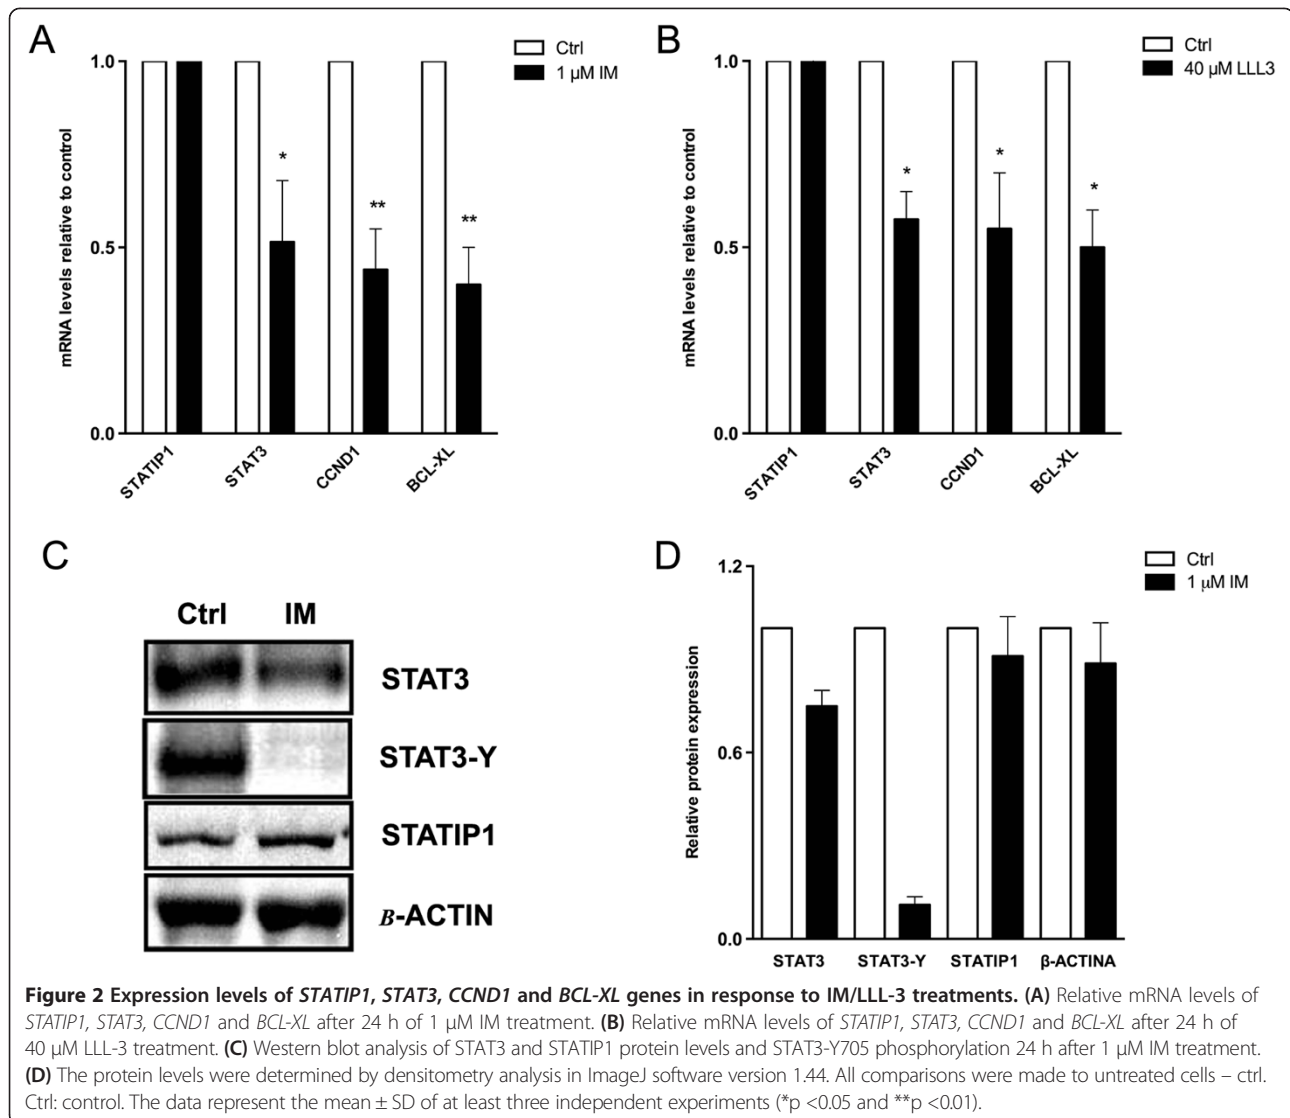 A
Ctrl
1 µM IM
mRNA levels relative to control
1.0
0.5
0.0
*
**
**
STATIP1
STAT3
CCND1
BCL-XL
B
Ctrl
40 µM LLL3
mRNA levels relative to control
1.0
0.5
0.0
*
*
*
STATIP1
STAT3
CCND1
BCL-XL
C
Ctrl IM
STAT3
STAT3-Y
STATIP1
B-ACTIN
D
Ctrl
1 µM IM
Relative protein expression
1.2
0.6
0.0
STAT3 STAT3-Y STATIP1 β-ACTINA
Figure 2 Expression levels of STATIP1, STAT3, CCND1 and BCL-XL genes in response to IM/LLL-3 treatments. (A) Relative mRNA levels of
STATIP1, STAT3, CCND1 and BCL-XL after 24 h of 1 µM IM treatment. (B) Relative mRNA levels of STATIP1, STAT3, CCND1 and BCL-XL after 24 h of
40 µM LLL-3 treatment. (C) Western blot analysis of STAT3 and STATIP1 protein levels and STAT3-Y705 phosphorylation 24 h after 1 µM IM treatment.
(D) The protein levels were determined by densitometry analysis in ImageJ software version 1.44. All comparisons were made to untreated cells – ctrl.
Ctrl: control. The data represent the mean ± SD of at least three independent experiments (*p <0.05 and **p <0.01).